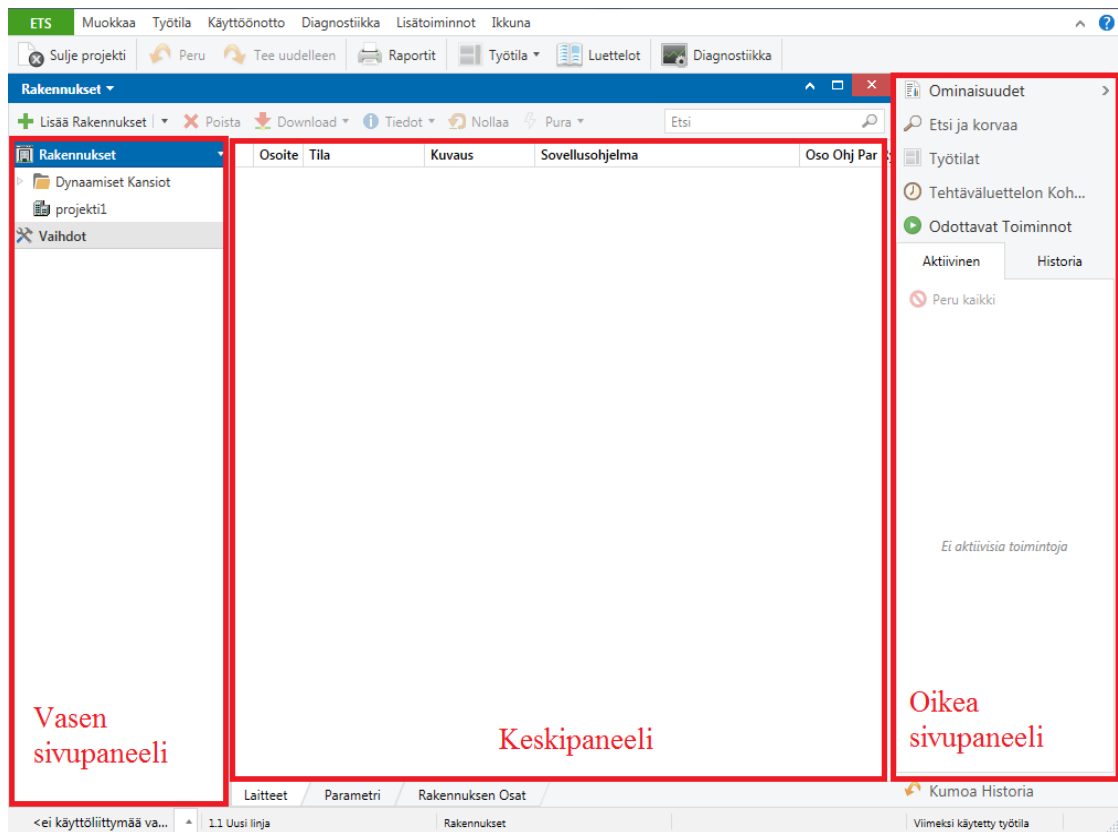 ETS Muokkaa Työtila Käyttöönotto Diagnostiikka Lisätoiminnot Ikkuna
Sulje projekti Peru Tee uudelleen Raportit Työtila Luettelot Diagnostiikka
Rakennukset
Lisää Rakennukset Poista Download Tiedot Nollaa Pura Etsi
Rakennukset
Dynaamiset Kansiot
projekti1
Vaihdot
Vasen
sivupaneeli
Osoite Tila Kuvaus Sovellusohjelma Oso Ohj Par
Keskipaneeli
Laitteet Parametri Rakennuksen Osat
Ominaisuudet
Etsi ja korvaa
Työtilat
Tehtäväluettelon Koh...
Odottavat Toiminnot
Aktiivinen Historia
Peru kaikki
Ei aktiivisia toimintoja
Oikea
sivupaneeli
Kumoa Historia
<ei käyttöliittymää va... 1.1 Uusi linja Rakennukset Viimeksi käytetty työtila